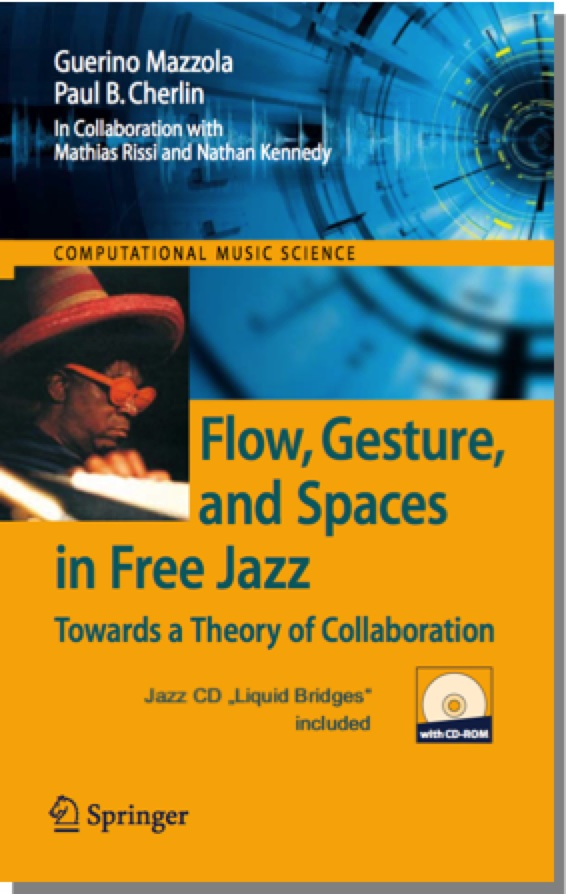 Guerino Mazzola
Paul B. Cherlin
In Collaboration with
Mathias Rissi and Nathan Kennedy
COMPUTATIONAL MUSIC SCIENCE
Flow, Gesture,
and Spaces
in Free Jazz
Towards a Theory of Collaboration
Jazz CD „Liquid Bridges“
included
with CD-ROM
Springer